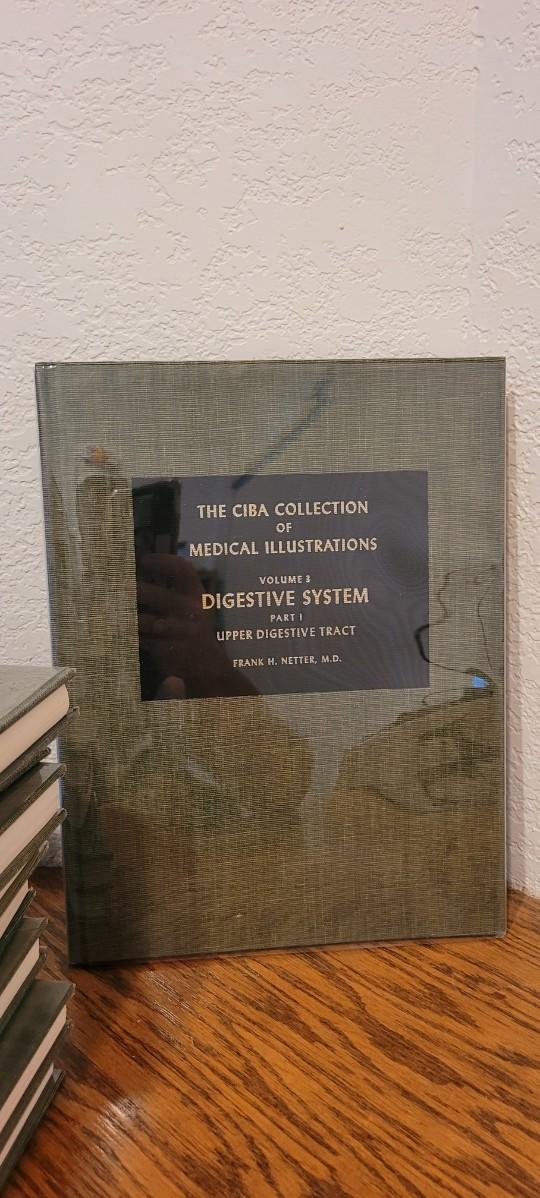 THE CIBA COLLECTION
OF
MEDICAL ILLUSTRATIONS
VOLUME 3
DIGESTIVE SYSTEM
PART I
UPPER DIGESTIVE TRACT
FRANK H. NETTER, M.D.